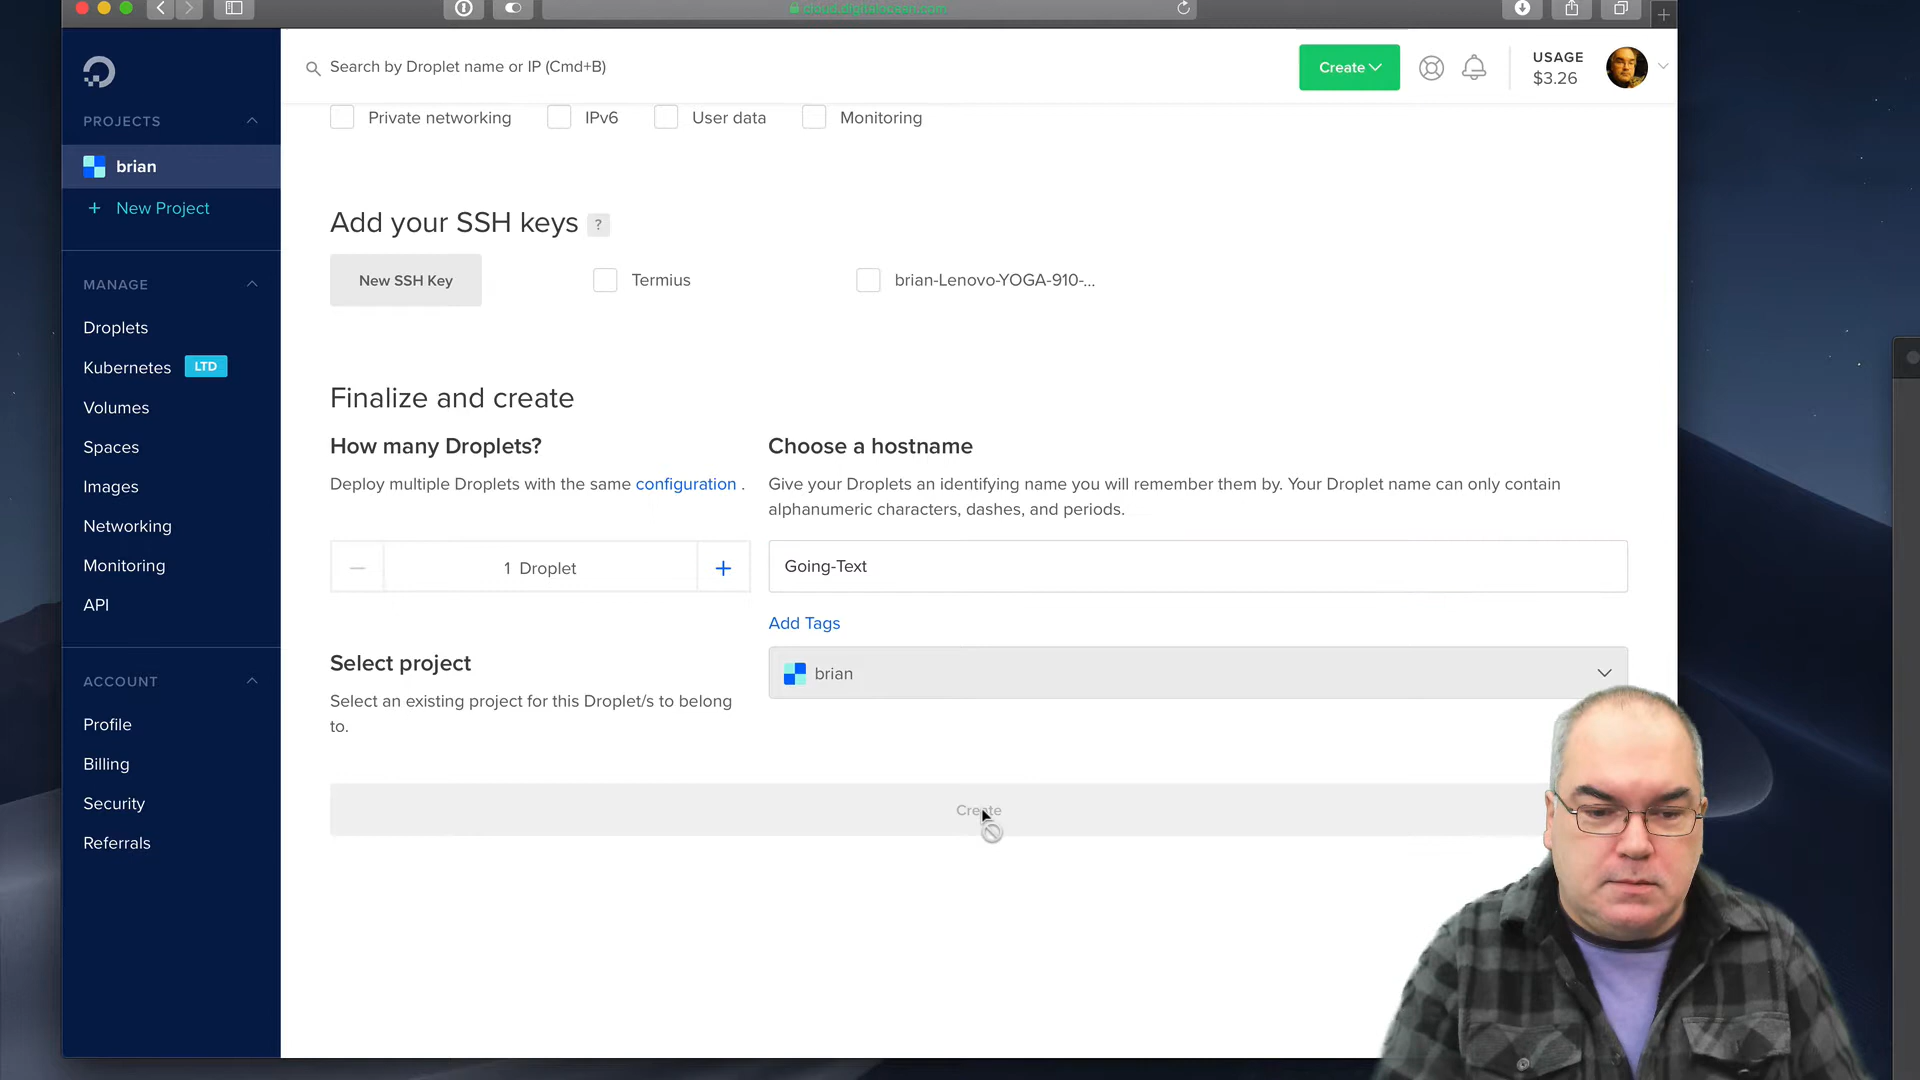 cloud.digitalocean.com
Search by Droplet name or IP (Cmd+B)
Create
USAGE
$3.26
PROJECTS
brian
+ New Project
MANAGE
Droplets
Kubernetes LTD
Volumes
Spaces
Images
Networking
Monitoring
API
ACCOUNT
Profile
Billing
Security
Referrals
Private networking
IPv6
User data
Monitoring
Add your SSH keys ?
New SSH Key
Termius
brian-Lenovo-YOGA-910-...
Finalize and create
How many Droplets?
Deploy multiple Droplets with the same configuration .
1 Droplet
Choose a hostname
Give your Droplets an identifying name you will remember them by. Your Droplet name can only contain
alphanumeric characters, dashes, and periods.
Going-Text
Add Tags
Select project
Select an existing project for this Droplet/s to belong
to.
brian
Create